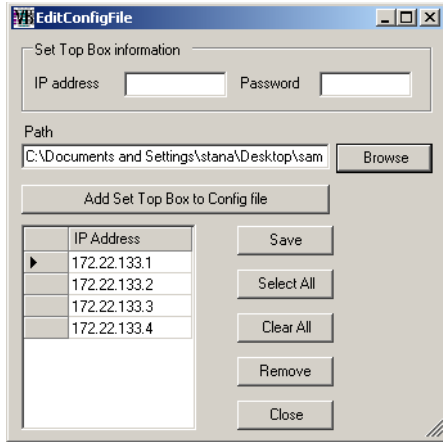 EditConfigFile
Set Top Box information
IP address Password
Path
C:\Documents and Settings\stana\Desktop\sam Browse
Add Set Top Box to Config file
IP Address
172.22.133.1
172.22.133.2
172.22.133.3
172.22.133.4
Save
Select All
Clear All
Remove
Close